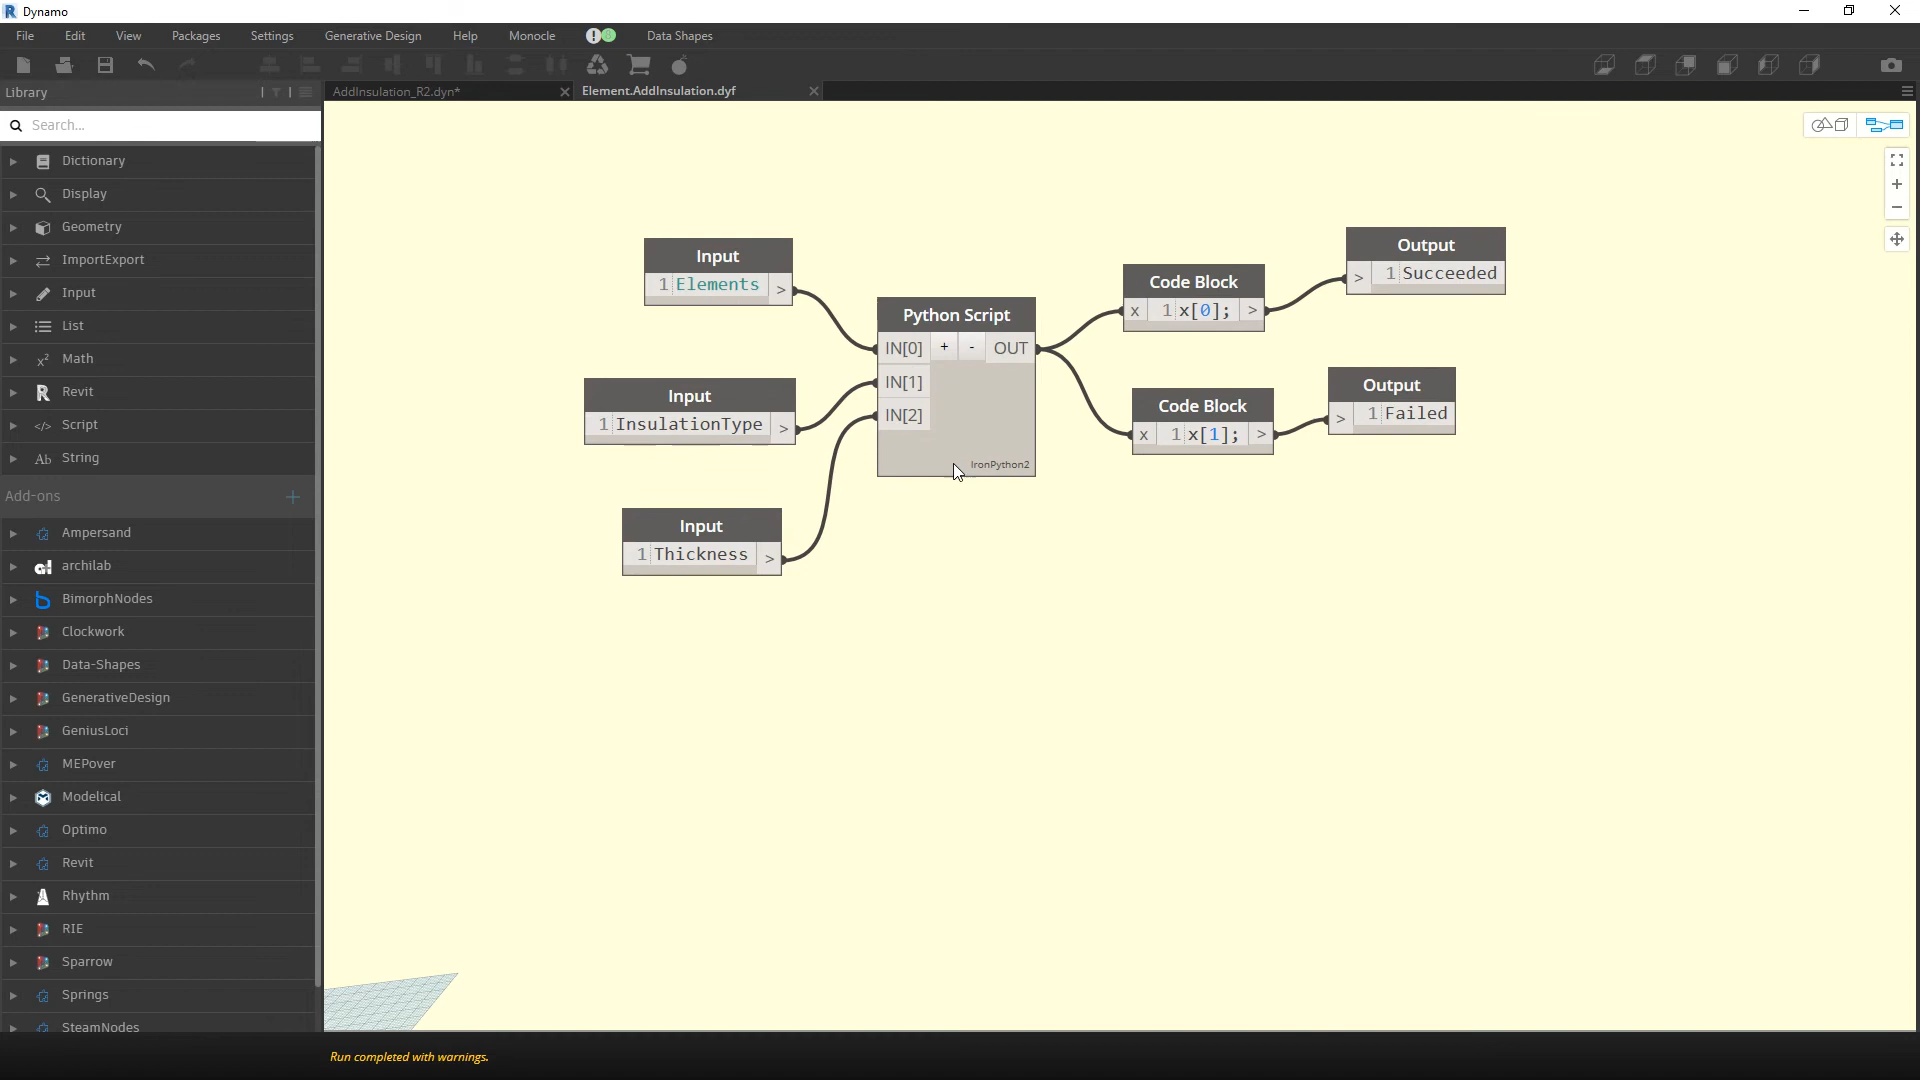 Dynamo
File Edit View Packages Settings Generative Design Help Monocle Data Shapes
Library
AddInsulation_R2.dyn*
Element.AddInsulation.dyf
Search...
Dictionary
Display
Geometry
ImportExport
Input
List
Math
Revit
Script
String
Add-ons
Ampersand
archilab
BimorphNodes
Clockwork
Data-Shapes
GenerativeDesign
GeniusLoci
MEPover
Modelical
Optimo
Revit
Rhythm
RIE
Sparrow
Springs
SteamNodes
Input
1 Elements >
Input
1 InsulationType >
Input
1 Thickness >
Python Script
IN[0] + - OUT
IN[1]
IN[2]
IronPython2
Code Block
x 1 x[0]; >
Code Block
x 1 x[1]; >
Output
> 1 Succeeded
Output
> 1 Failed
Run completed with warnings.